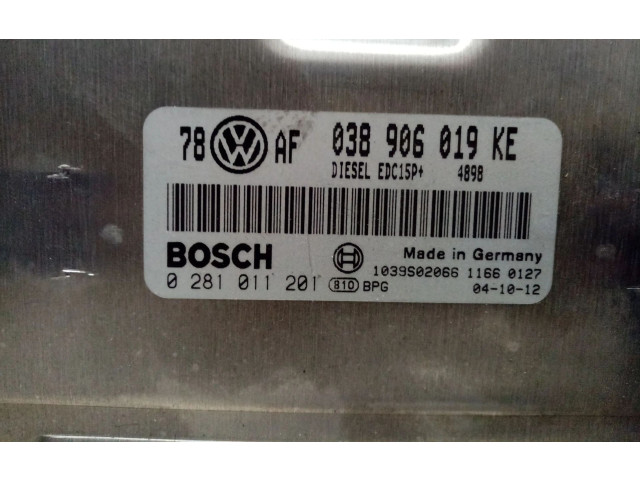 78 VW AF 038 906 019 KE
DIESEL EDC15P+ 4898
BOSCH
Made in Germany
1039S02066 1166 0127
0 281 011 201 810 BPG 04-10-12